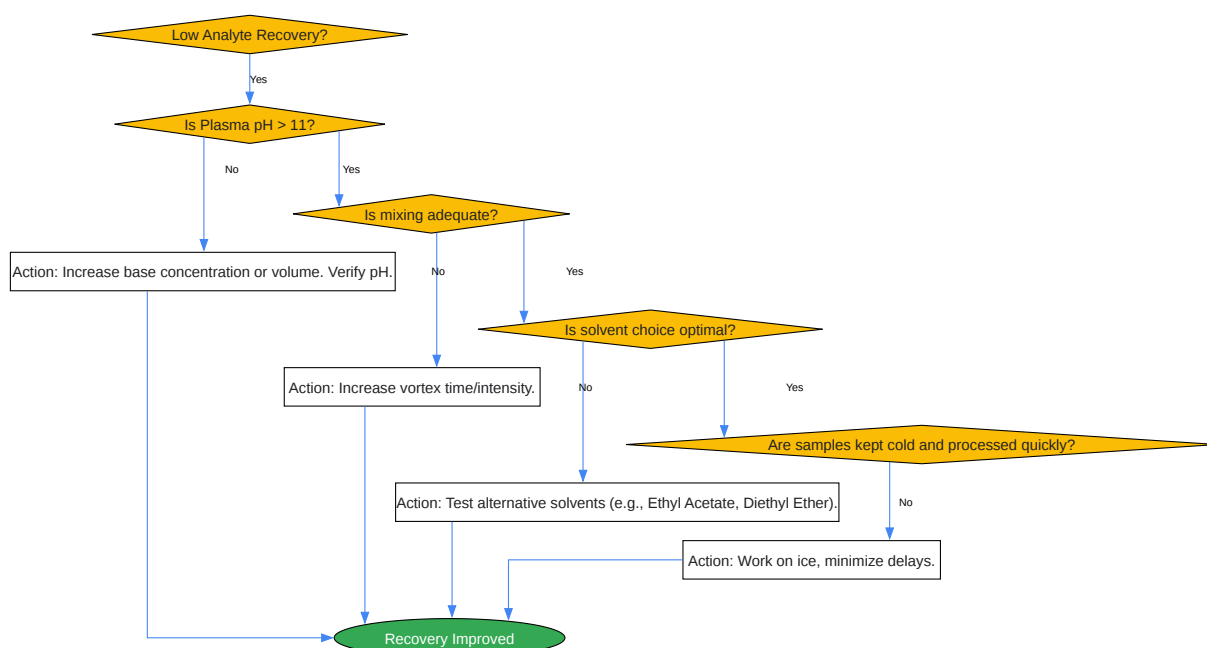 Low Analyte Recovery?
Yes
Is Plasma pH > 11?
No
Yes
Is mixing adequate?
Action: Increase base concentration or volume. Verify pH.
No
Yes
Is solvent choice optimal?
Action: Increase vortex time/intensity.
No
Yes
Are samples kept cold and processed quickly?
Action: Test alternative solvents (e.g., Ethyl Acetate, Diethyl Ether).
No
Action: Work on ice, minimize delays.
Recovery Improved